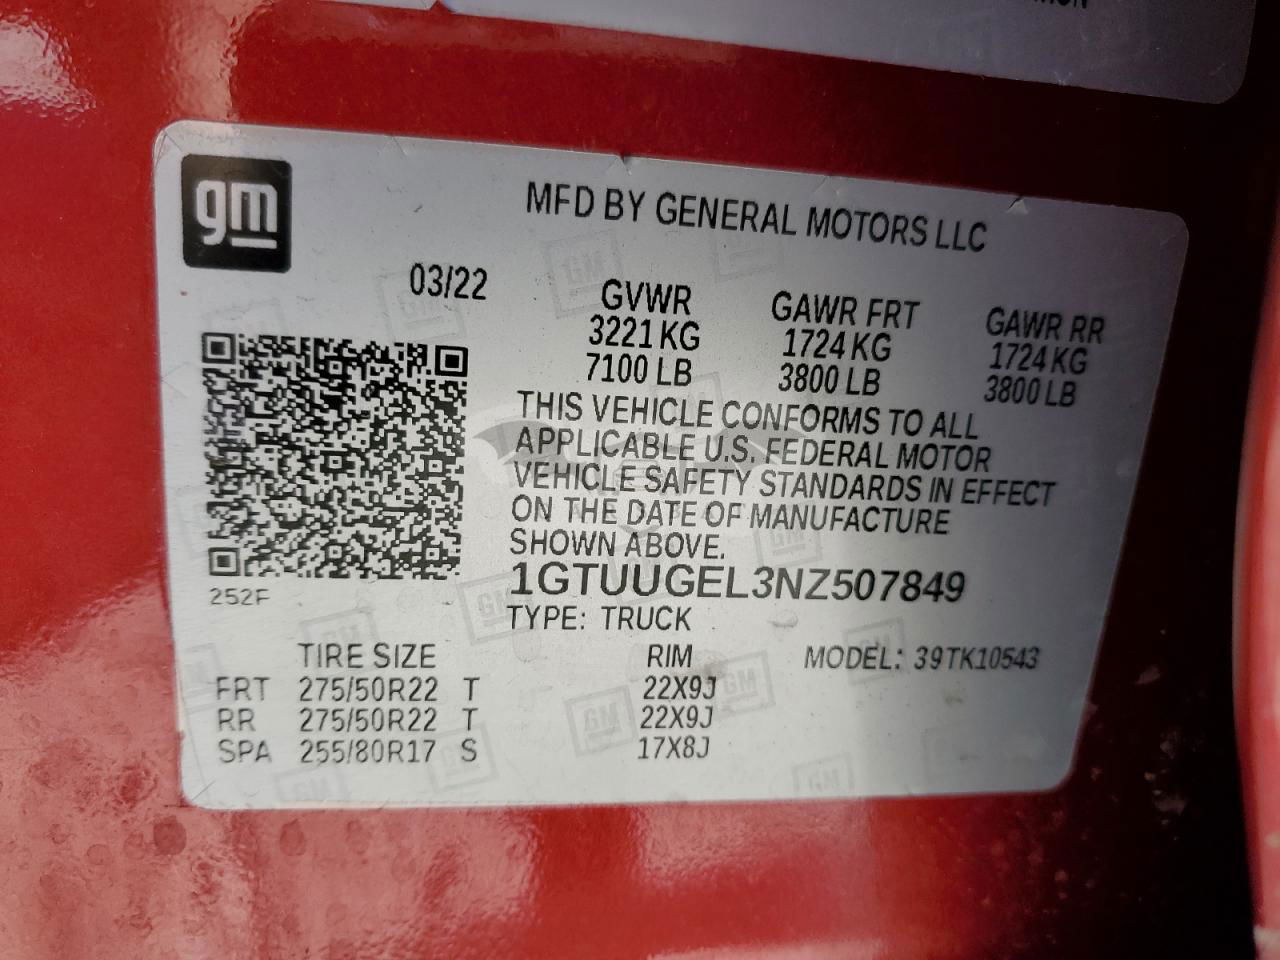 gm
MFD BY GENERAL MOTORS LLC
03/22
GVWR GAWR FRT GAWR RR
3221 KG 1724 KG 1724 KG
7100 LB 3800 LB 3800 LB
THIS VEHICLE CONFORMS TO ALL
APPLICABLE U.S. FEDERAL MOTOR
VEHICLE SAFETY STANDARDS IN EFFECT
ON THE DATE OF MANUFACTURE
SHOWN ABOVE.
252F
1GTUUGEL3NZ507849
TYPE: TRUCK
TIRE SIZE RIM MODEL: 39TK10543
FRT 275/50R22 T 22X9J
RR 275/50R22 T 22X9J
SPA 255/80R17 S 17X8J